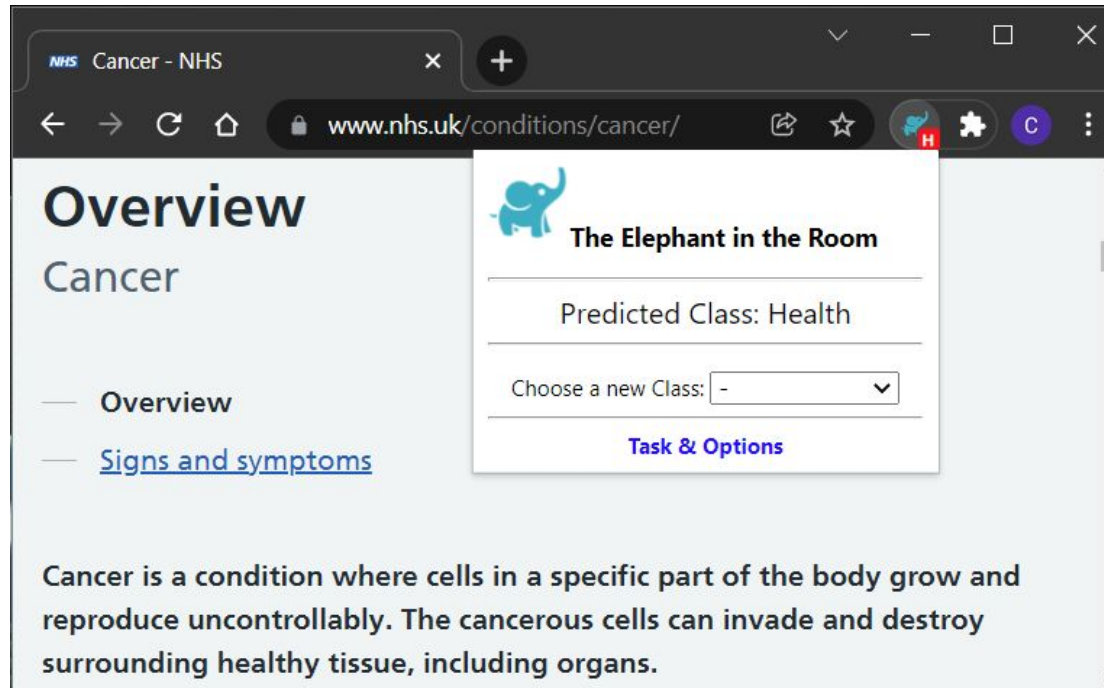 NHS Cancer - NHS
www.nhs.uk/conditions/cancer/
H
C
Overview
Cancer
Overview
Signs and symptoms
The Elephant in the Room
Predicted Class: Health
Choose a new Class: -
Task & Options
Cancer is a condition where cells in a specific part of the body grow and
reproduce uncontrollably. The cancerous cells can invade and destroy
surrounding healthy tissue, including organs.